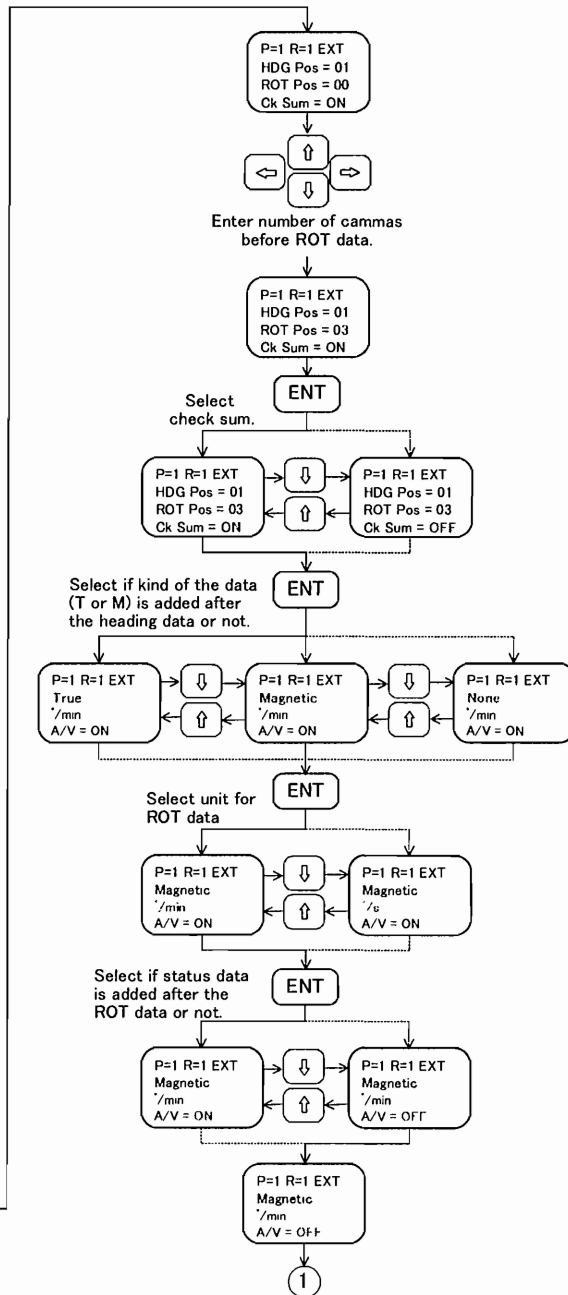 P=1 R=1 EXT
HDG Pos = 01
ROT Pos = 00
Ck Sum = ON
Enter number of cammas
before ROT data.
P=1 R=1 EXT
HDG Pos = 01
ROT Pos = 03
Ck Sum = ON
ENT
Select
check sum.
P=1 R=1 EXT
HDG Pos = 01
ROT Pos = 03
Ck Sum = ON
P=1 R=1 EXT
HDG Pos = 01
ROT Pos = 03
Ck Sum = OFF
ENT
Select if kind of the data
(T or M) is added after
the heading data or not.
P=1 R=1 EXT
True
°/min
A/V = ON
P=1 R=1 EXT
Magnetic
°/min
A/V = ON
P=1 R=1 EXT
None
°/min
A/V = ON
ENT
Select unit for
ROT data
P=1 R=1 EXT
Magnetic
°/min
A/V = ON
P=1 R=1 EXT
Magnetic
°/s
A/V = ON
ENT
Select if status data
is added after the
ROT data or not.
P=1 R=1 EXT
Magnetic
°/min
A/V = ON
P=1 R=1 EXT
Magnetic
°/min
A/V = OFF
P=1 R=1 EXT
Magnetic
°/min
A/V = OFF
1